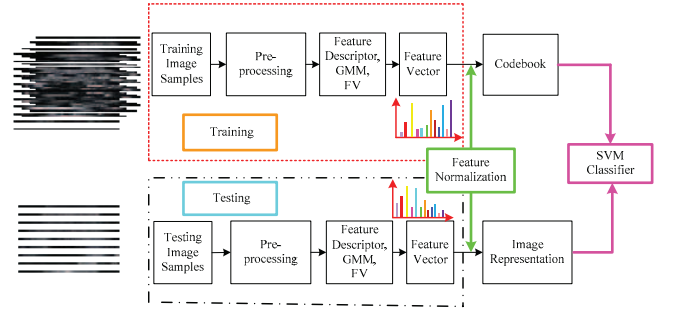 Training
Image
Samples
Pre-
processing
Feature
Descriptor,
GMM,
FV
Feature
Vector
Codebook
Training
Feature
Normalization
SVM
Classifier
Testing
Testing
Image
Samples
Pre-
processing
Feature
Descriptor,
GMM,
FV
Feature
Vector
Image
Representation